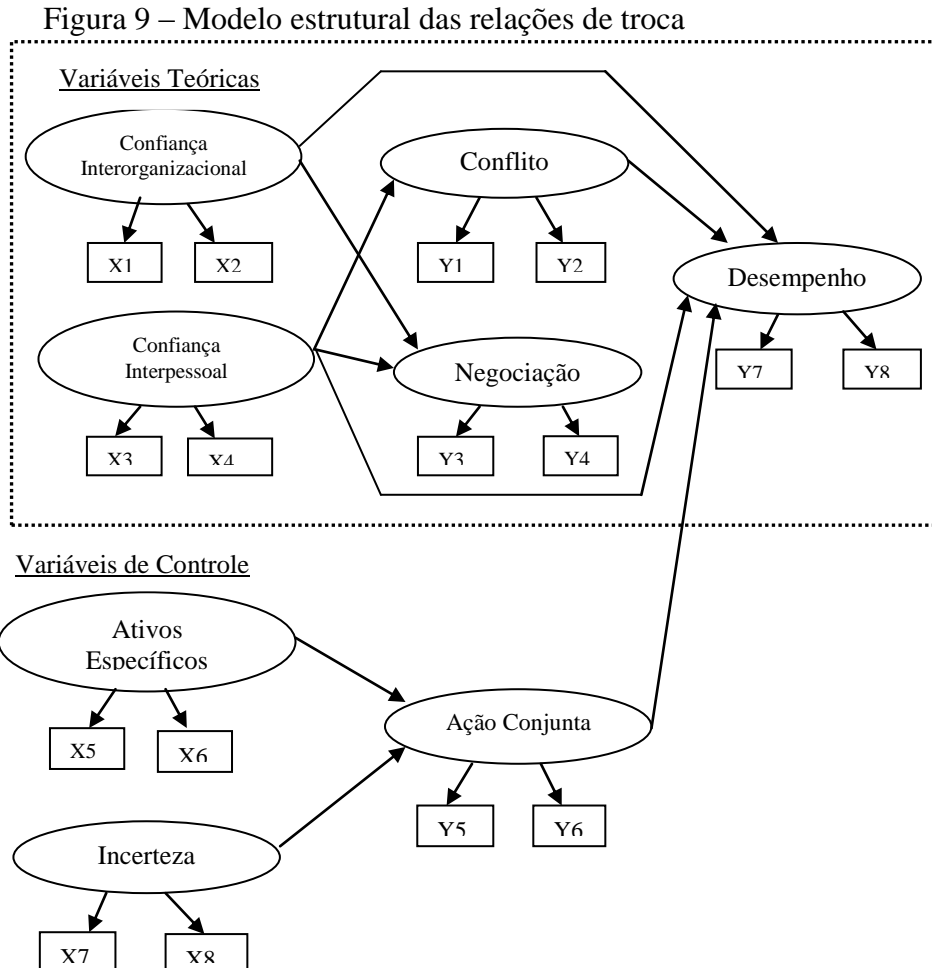 Figura 9 – Modelo estrutural das relações de troca
Variáveis Teóricas
Confiança
Interorganizacional
Conflito
X1
X2
Y1
Y2
Desempenho
Confiança
Interpessoal
Negociação
Y7
Y8
X3
X4
Y3
Y4
Variáveis de Controle
Ativos
Específicos
Ação Conjunta
X5
X6
Y5
Y6
Incerteza
X7
X8